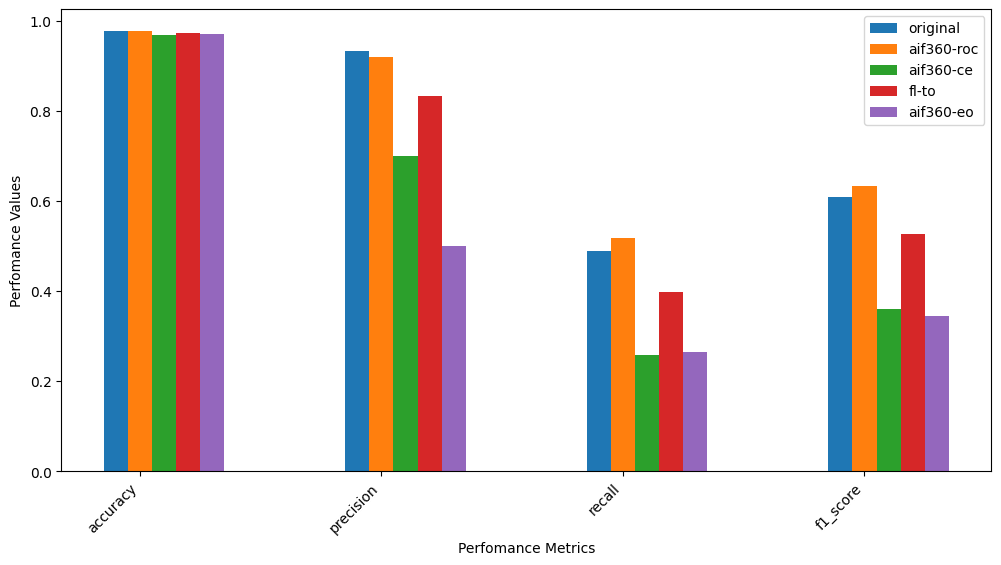 1.0
0.8
0.6
0.4
0.2
0.0
Perfomance Values
original
aif360-roc
aif360-ce
fl-to
aif360-eo
accuracy
precision
recall
f1_score
Perfomance Metrics